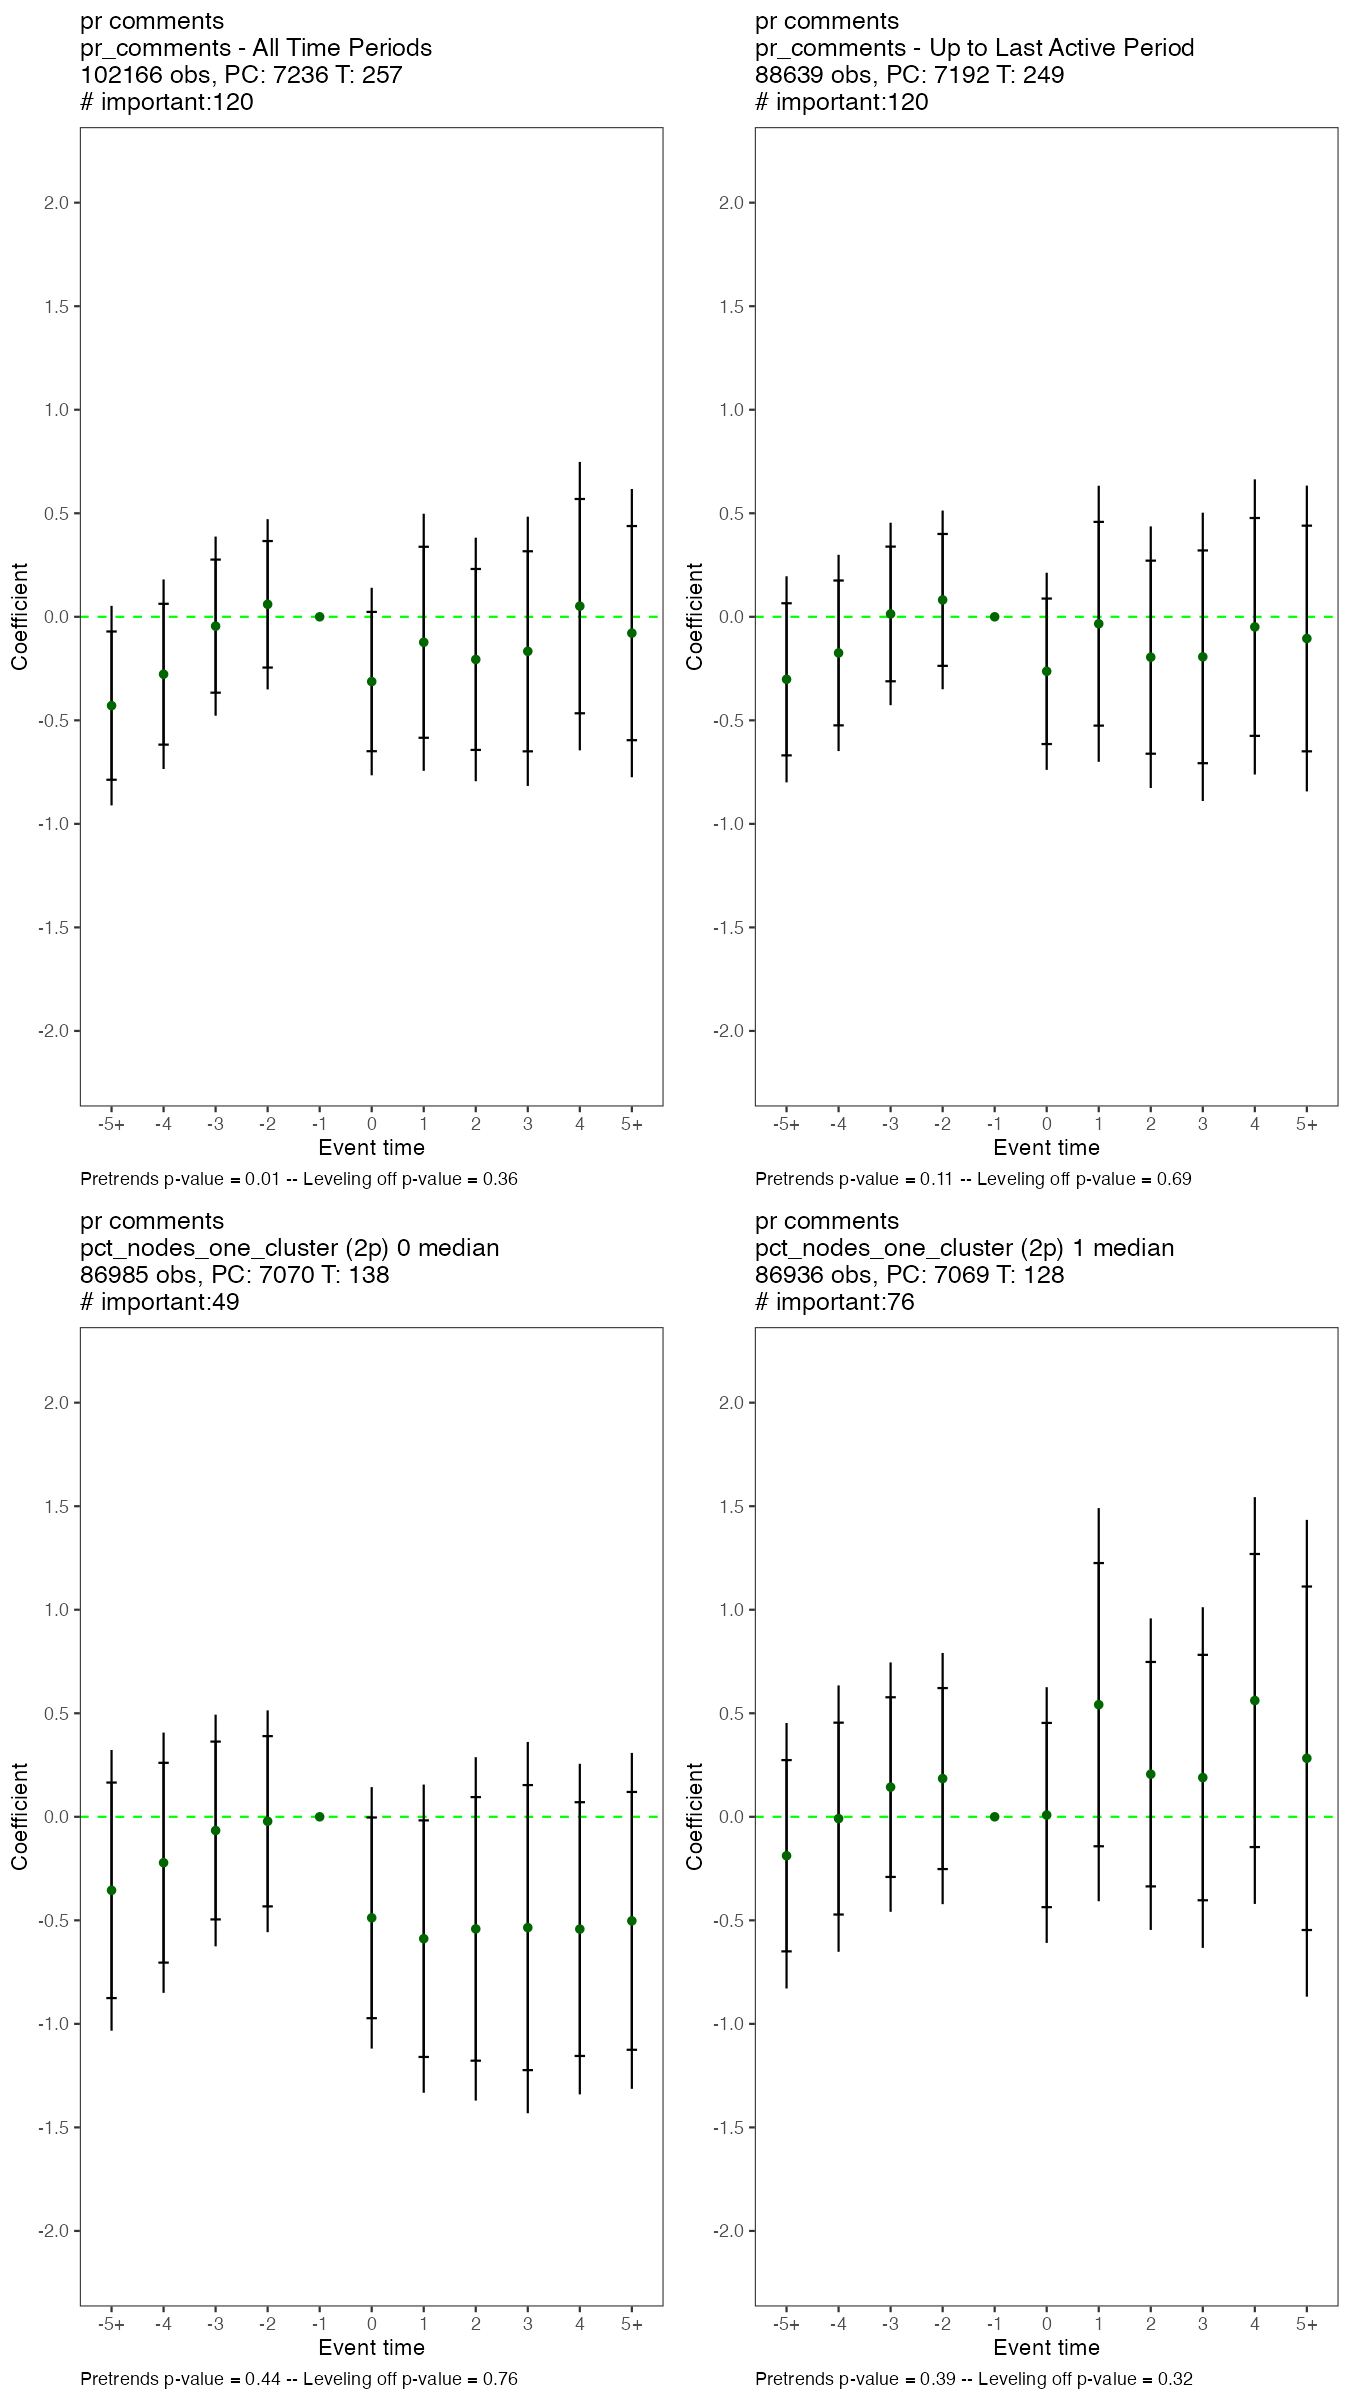 pr comments
pr_comments - All Time Periods
102166 obs, PC: 7236 T: 257
# important:120
2.0
1.5
1.0
0.5
0.0
-0.5
-1.0
-1.5
-2.0
Coefficient
-5+ -4 -3 -2 -1 0 1 2 3 4 5+
Event time
Pretrends p-value = 0.01 -- Leveling off p-value = 0.36
pr comments
pr_comments - Up to Last Active Period
88639 obs, PC: 7192 T: 249
# important:120
2.0
1.5
1.0
0.5
0.0
-0.5
-1.0
-1.5
-2.0
Coefficient
-5+ -4 -3 -2 -1 0 1 2 3 4 5+
Event time
Pretrends p-value = 0.11 -- Leveling off p-value = 0.69
pr comments
pct_nodes_one_cluster (2p) 0 median
86985 obs, PC: 7070 T: 138
# important:49
2.0
1.5
1.0
0.5
0.0
-0.5
-1.0
-1.5
-2.0
Coefficient
-5+ -4 -3 -2 -1 0 1 2 3 4 5+
Event time
Pretrends p-value = 0.44 -- Leveling off p-value = 0.76
pr comments
pct_nodes_one_cluster (2p) 1 median
86936 obs, PC: 7069 T: 128
# important:76
2.0
1.5
1.0
0.5
0.0
-0.5
-1.0
-1.5
-2.0
Coefficient
-5+ -4 -3 -2 -1 0 1 2 3 4 5+
Event time
Pretrends p-value = 0.39 -- Leveling off p-value = 0.32